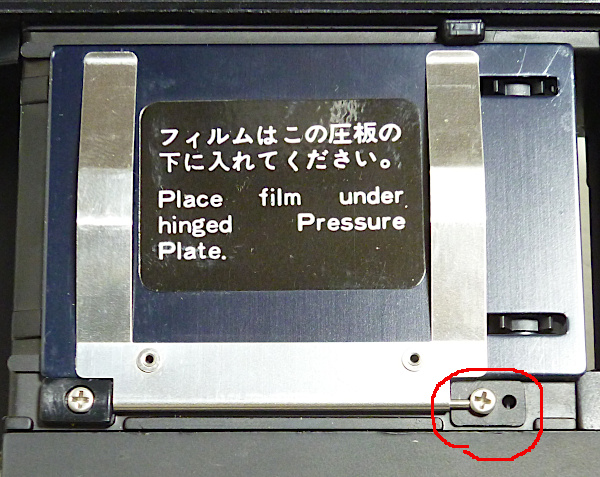 フィルムはこの圧板の
下に入れてください。
Place film under
hinged Pressure
Plate.